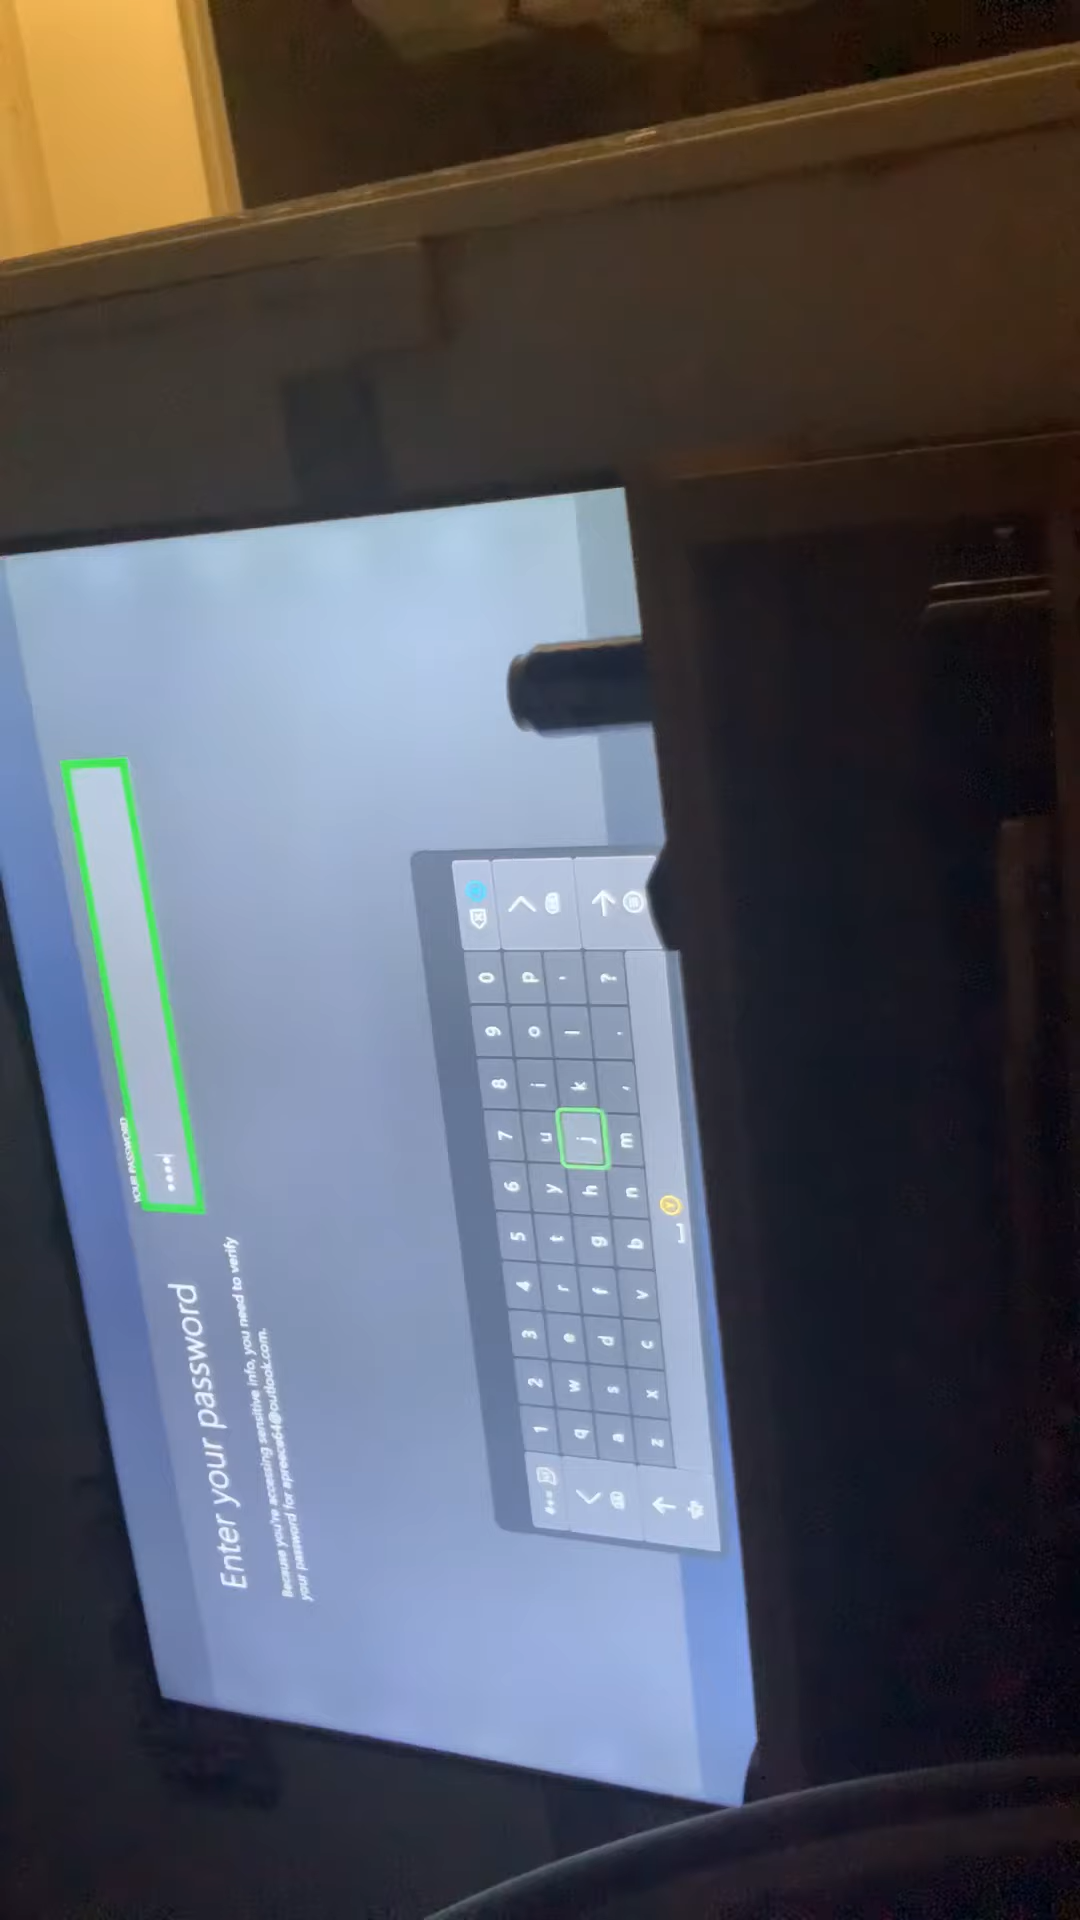 YOUR PASSWORD
••••
Enter your password
Because you're accessing sensitive info, you need to verify
your password for apreece64@outlook.com.
1 2 3 4 5 6 7 8 9 0
q w e r t y u i o p
a s d f g h j k l '
z x c v b n m , . ?
Y